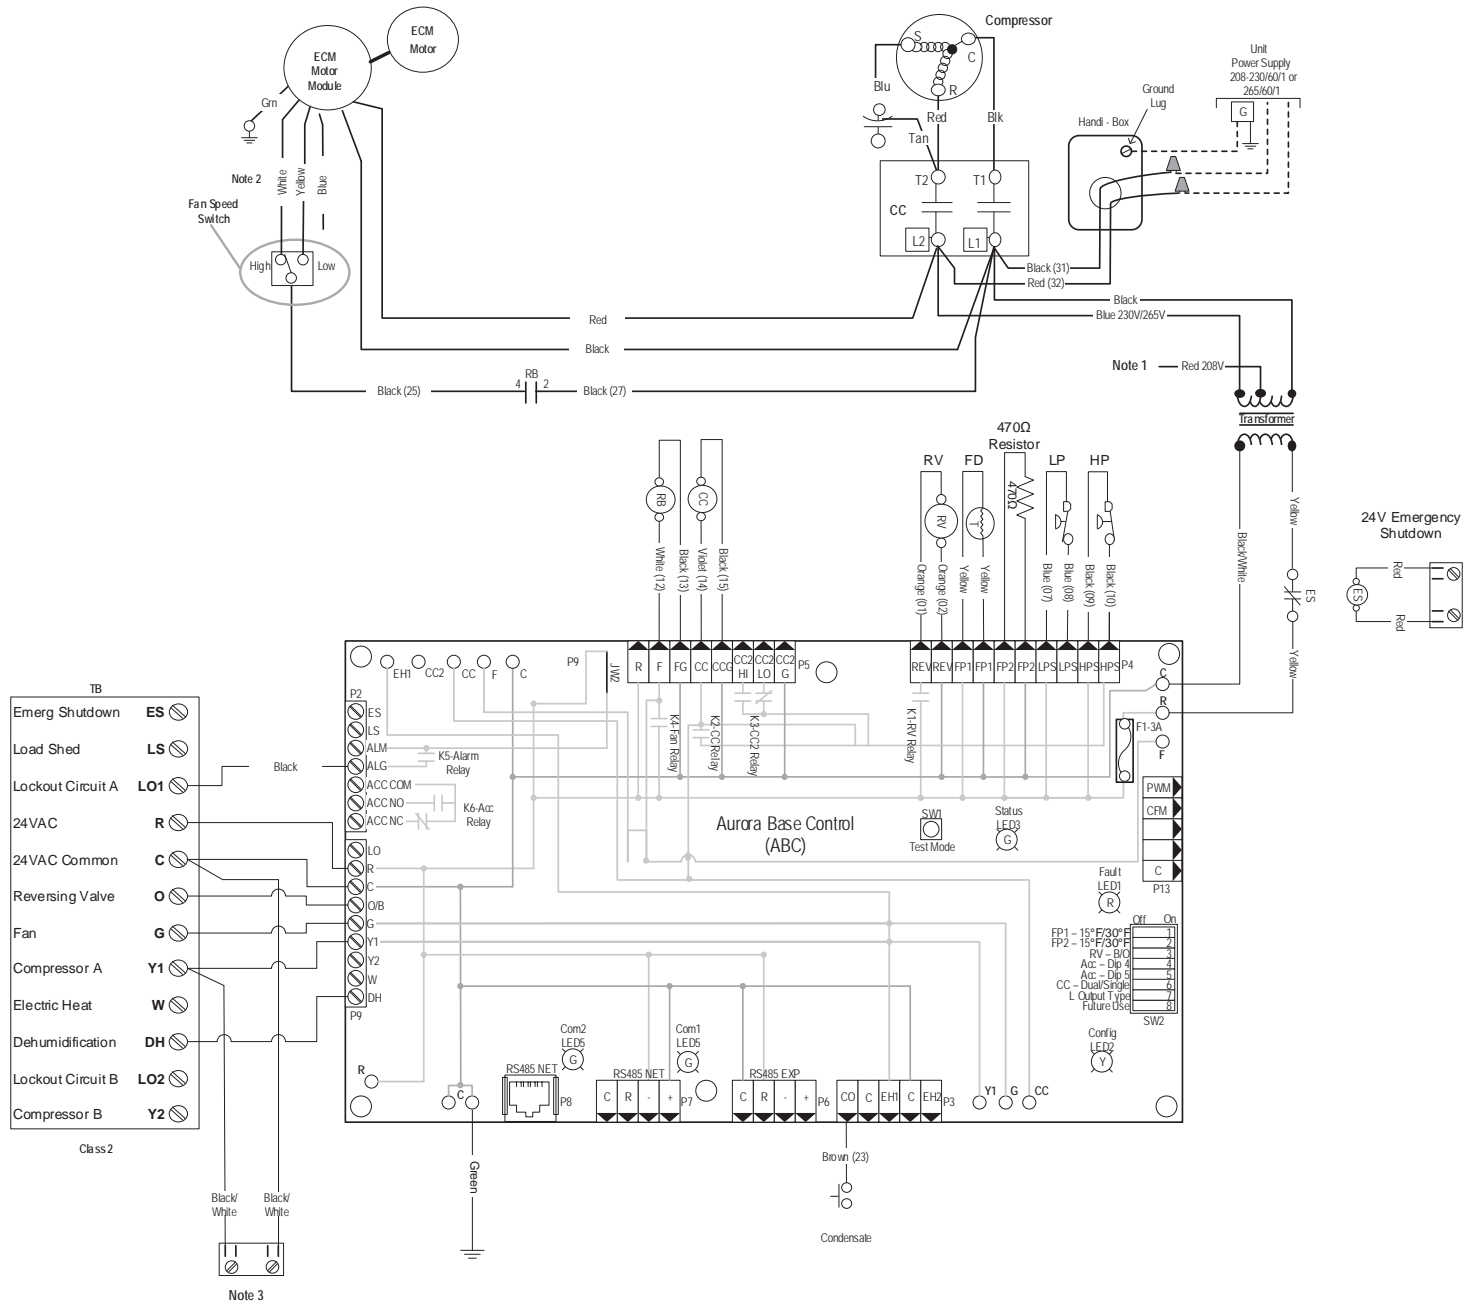 ECM
Motor
ECM
Motor
Module
Grn
White
Yellow
Blue
Note 2
Fan Speed
Switch
High
Low
Compressor
S
C
R
Blu
Red
Blk
Tan
T2
T1
CC
L2
L1
Unit
Power Supply
208-230/60/1 or
265/60/1
G
Ground
Lug
Handi - Box
Black (31)
Red (32)
Black
Blue 230V/265V
Red
Black
Note 1
Red 208V
Black (25)
RB
4
2
Black (27)
Transformer
470Ω
Resistor
RV
FD
LP
HP
RB
CC
RV
T
470Ω
White (12)
Black (13)
Violet (14)
Black (15)
Orange (01)
Orange (02)
Yellow
Yellow
Blue (07)
Blue (08)
Black (09)
Black (10)
Black/White
Yellow
ES
Yellow
24V Emergency
Shutdown
Red
ES
Red
TB
Emerg Shutdown ES
Load Shed LS
Lockout Circuit A LO1
24VAC R
24VAC Common C
Reversing Valve O
Fan G
Compressor A Y1
Electric Heat W
Dehumidification DH
Lockout Circuit B LO2
Compressor B Y2
Class 2
Black
Black/
White
Black/
White
Note 3
EH1
CC2
CC
F
C
P9
JW2
R
F
FG
CC
CCG
CC2
HI
CC2
LO
CC2
G
P5
REV
REV
FP1
FP1
FP2
FP2
LPS
LPS
HPS
HPS
P4
C
R
F1-3A
F
P2
ES
LS
ALM
ALG
ACC COM
ACC NO
ACC NC
K5-Alarm
Relay
K6-Acc
Relay
K4-Fan Relay
K2-CC Relay
K3-CC2 Relay
K1-RV Relay
LO
R
C
O/B
G
Y1
Y2
W
DH
P9
Aurora Base Control
(ABC)
SW1
Test Mode
Status
LED3
G
PWM
CFM
C
P13
Fault
LED1
R
Off
On
FP1 – 15°F/30°F 1
FP2 – 15°F/30°F 2
RV – B/O 3
Acc – Dip 4 4
Acc – Dip 5 5
CC – Dual/Single 6
L Output Type 7
Future Use 8
SW2
Config
LED2
Y
R
C
Com2
LED5
G
RS485 NET
P8
Com1
LED5
G
RS485 NET
C
R
-
+
P7
RS485 EXP
C
R
-
+
P6
CO
C
EH1
C
EH2
P3
Y1
G
CC
Green
Brown (23)
Condensate